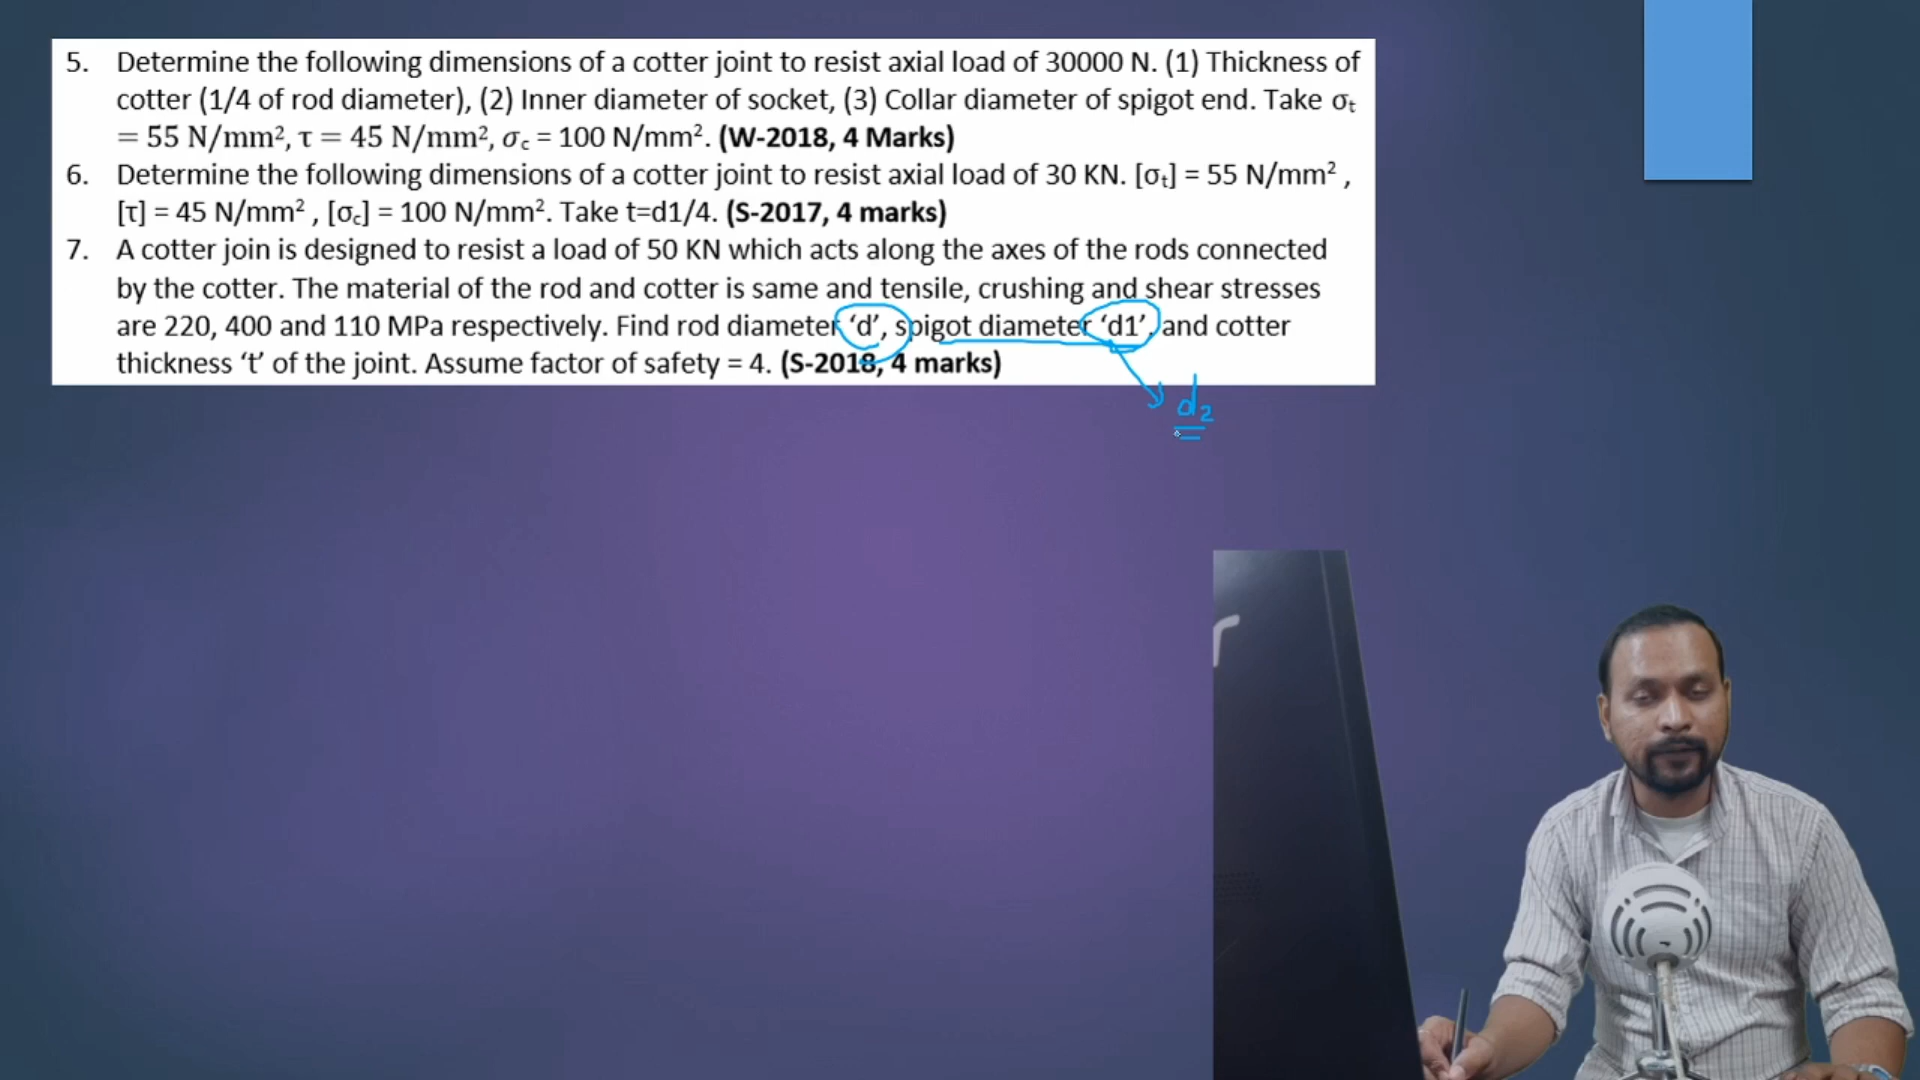 5. Determine the following dimensions of a cotter joint to resist axial load of 30000 N. (1) Thickness of
cotter (1/4 of rod diameter), (2) Inner diameter of socket, (3) Collar diameter of spigot end. Take σₜ
= 55 N/mm², τ = 45 N/mm², σ꜀ = 100 N/mm². (W-2018, 4 Marks)
6. Determine the following dimensions of a cotter joint to resist axial load of 30 KN. [σₜ] = 55 N/mm² ,
[τ] = 45 N/mm² , [σ꜀] = 100 N/mm². Take t=d1/4. (S-2017, 4 marks)
7. A cotter join is designed to resist a load of 50 KN which acts along the axes of the rods connected
by the cotter. The material of the rod and cotter is same and tensile, crushing and shear stresses
are 220, 400 and 110 MPa respectively. Find rod diameter ‘d’, spigot diameter ‘d1’, and cotter
thickness ‘t’ of the joint. Assume factor of safety = 4. (S-2018, 4 marks)
d₂
r